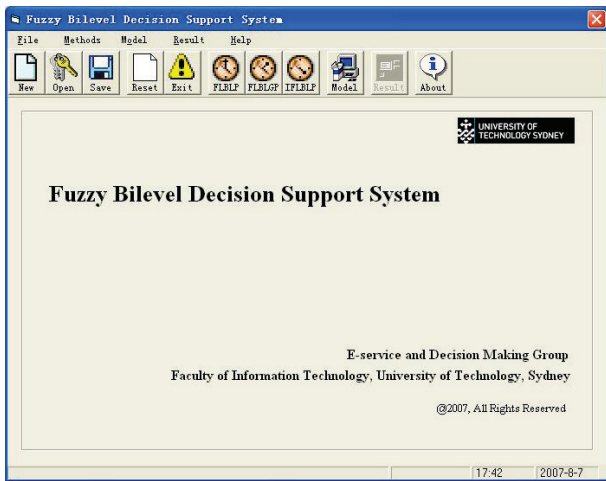 Fuzzy Bilevel Decision Support System
File Methods Model Result Help
New Open Save Reset Exit FLBLP FLBLGP IFLBLP Model Result About
UNIVERSITY OF
TECHNOLOGY SYDNEY
Fuzzy Bilevel Decision Support System
E-service and Decision Making Group
Faculty of Information Technology, University of Technology, Sydney
@2007, All Rights Reserved
17:42 2007-8-7